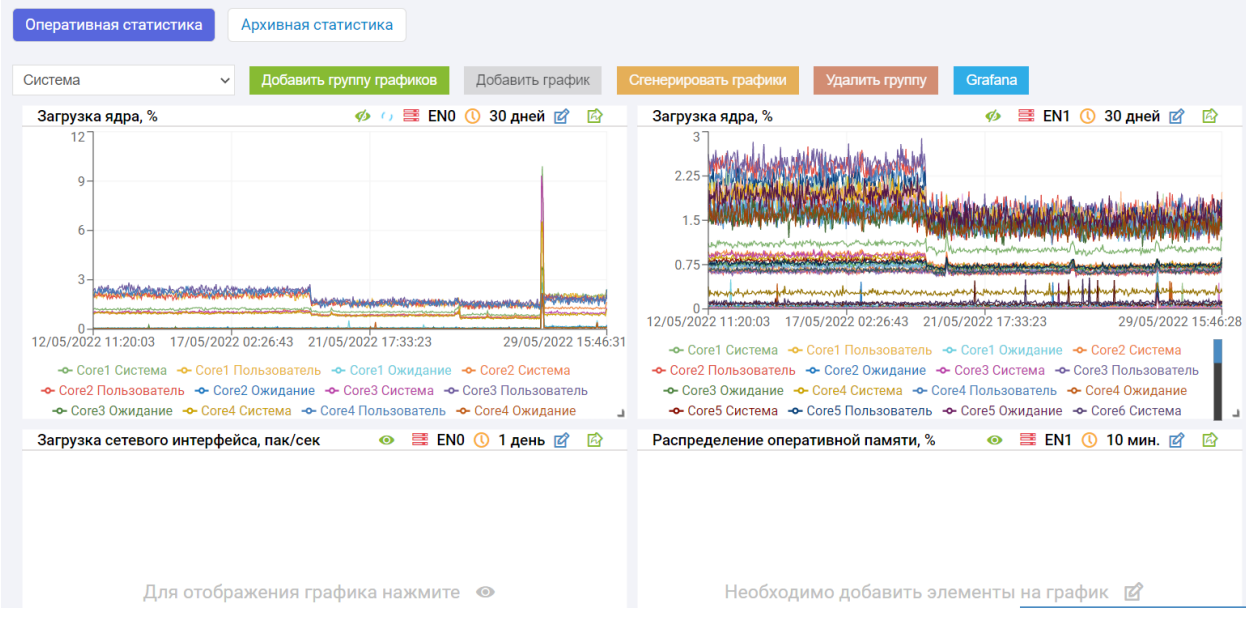 Оперативная статистика Архивная статистика
Система Добавить группу графиков Добавить график Сгенерировать графики Удалить группу Grafana
Загрузка ядра, % EN0 30 дней
12
9
6
3
0
12/05/2022 11:20:03 17/05/2022 02:26:43 21/05/2022 17:33:23 29/05/2022 15:46:31
Core1 Система Core1 Пользователь Core1 Ожидание Core2 Система
Core2 Пользователь Core2 Ожидание Core3 Система Core3 Пользователь
Core3 Ожидание Core4 Система Core4 Пользователь Core4 Ожидание
Загрузка ядра, % EN1 30 дней
3
2.25
1.5
0.75
0
12/05/2022 11:20:03 17/05/2022 02:26:43 21/05/2022 17:33:23 29/05/2022 15:46:28
Core1 Система Core1 Пользователь Core1 Ожидание Core2 Система
Core2 Пользователь Core2 Ожидание Core3 Система Core3 Пользователь
Core3 Ожидание Core4 Система Core4 Пользователь Core4 Ожидание
Core5 Система Core5 Пользователь Core5 Ожидание Core6 Система
Загрузка сетевого интерфейса, пак/сек EN0 1 день
Для отображения графика нажмите
Распределение оперативной памяти, % EN1 10 мин.
Необходимо добавить элементы на график